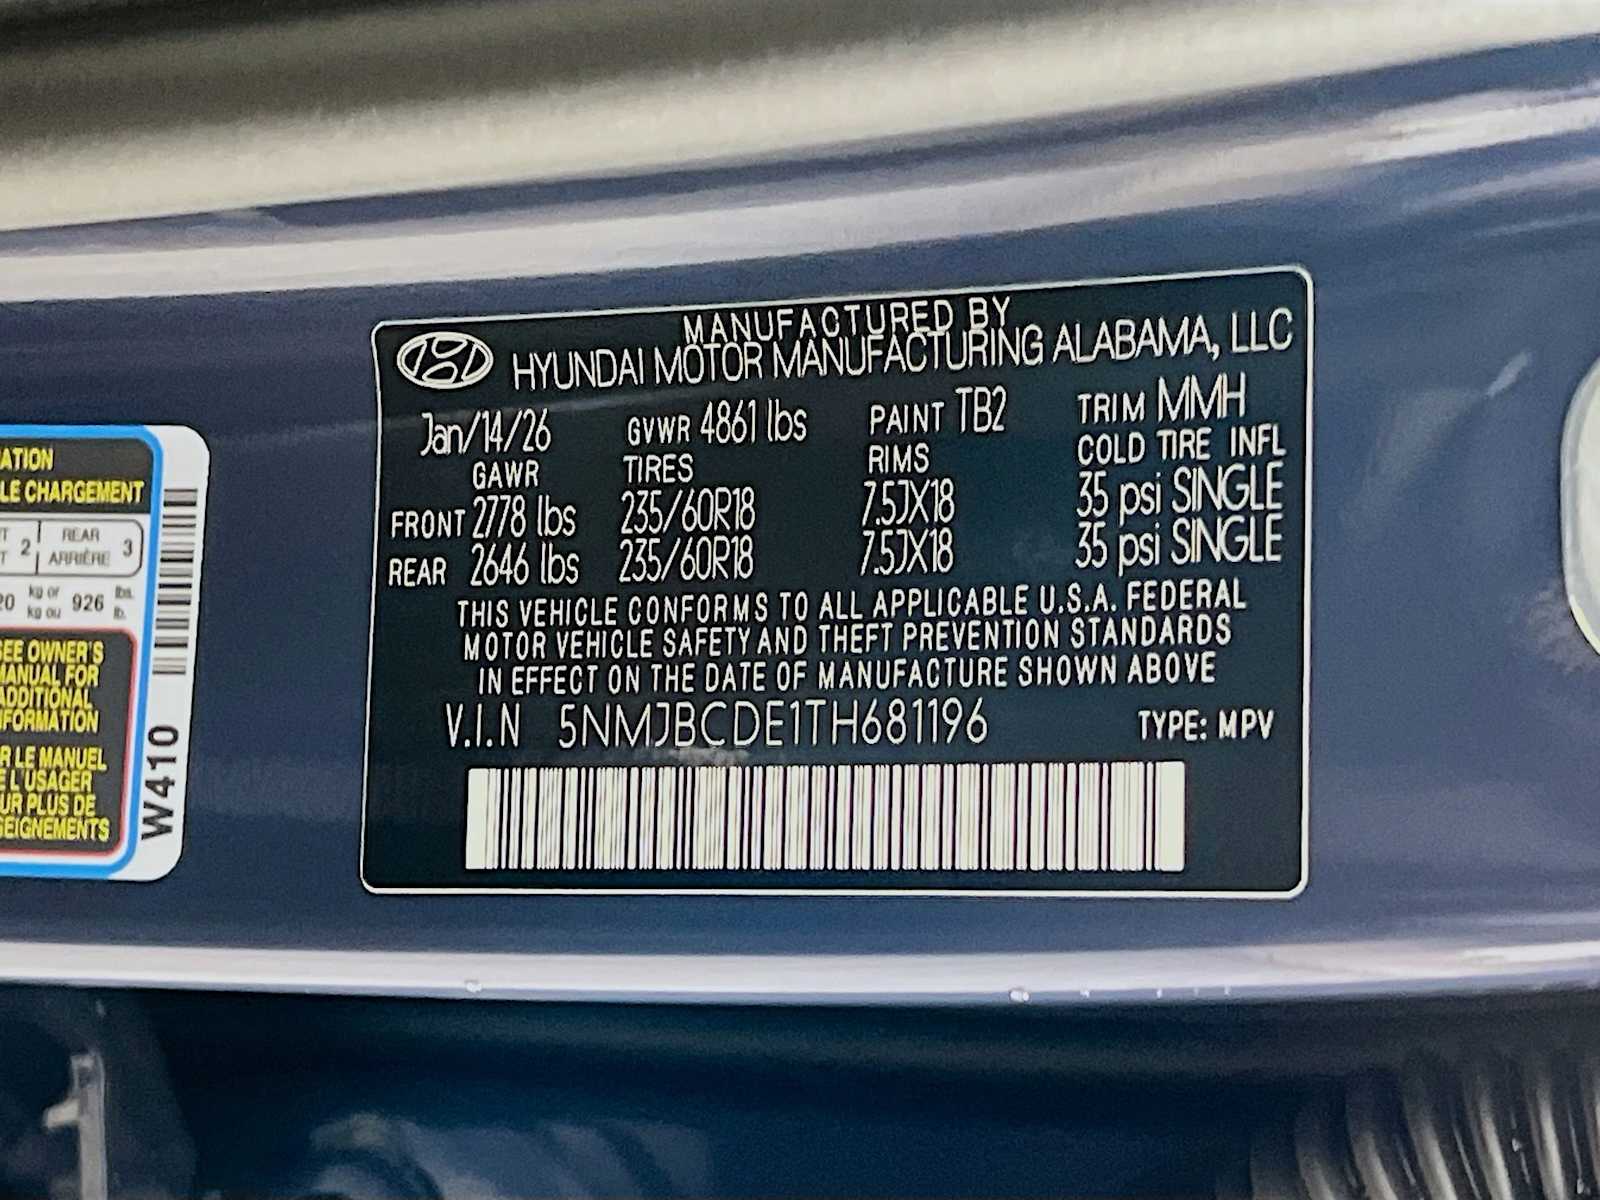 MANUFACTURED BY
HYUNDAI MOTOR MANUFACTURING ALABAMA, LLC
Jan/14/26 GVWR 4861 lbs PAINT TB2 TRIM MMH
GAWR TIRES RIMS COLD TIRE INFL
FRONT 2778 lbs 235/60R18 7.5JX18 35 psi SINGLE
REAR 2646 lbs 235/60R18 7.5JX18 35 psi SINGLE
THIS VEHICLE CONFORMS TO ALL APPLICABLE U.S.A. FEDERAL
MOTOR VEHICLE SAFETY AND THEFT PREVENTION STANDARDS
IN EFFECT ON THE DATE OF MANUFACTURE SHOWN ABOVE
V.I.N 5NMJBCDE1TH681196 TYPE: MPV
CHARGEMENT
2 REAR 3
ARRIÈRE
kg or 926 lbs.
kg ou lb.
SEE OWNER'S
MANUAL FOR
ADDITIONAL
INFORMATION
LE MANUEL
L'USAGER
PLUS DE
W410